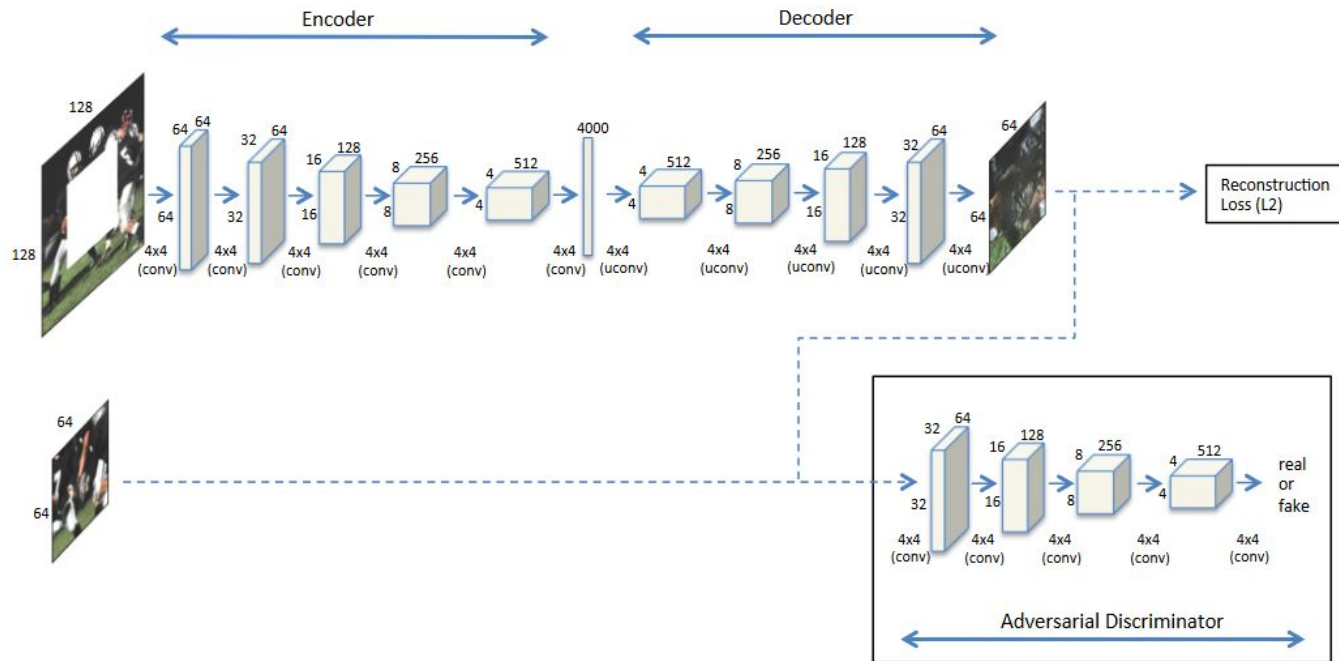 Encoder
Decoder
128
128
64 64
64
32 64
32
16 128
16
8 256
8
4 512
4
4000
4 512
4
8 256
8
16 128
16
32 64
32
64
64
4x4 (conv)
4x4 (conv)
4x4 (conv)
4x4 (conv)
4x4 (conv)
4x4 (conv)
4x4 (uconv)
4x4 (uconv)
4x4 (uconv)
4x4 (uconv)
4x4 (uconv)
Reconstruction
Loss (L2)
64
64
32 64
32
16 128
16
8 256
8
4 512
4
real
or
fake
4x4 (conv)
4x4 (conv)
4x4 (conv)
4x4 (conv)
4x4 (conv)
Adversarial Discriminator